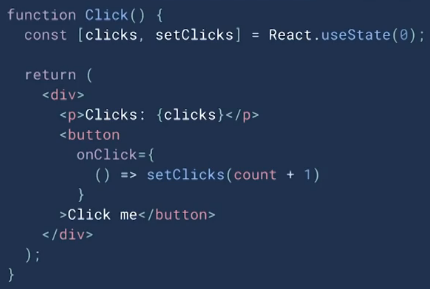 function Click() {
  const [clicks, setClicks] = React.useState(0);

  return (
    <div>
      <p>Clicks: {clicks}</p>
      <button
        onClick={
          () => setClicks(count + 1)
        }
      >Click me</button>
    </div>
  );
}